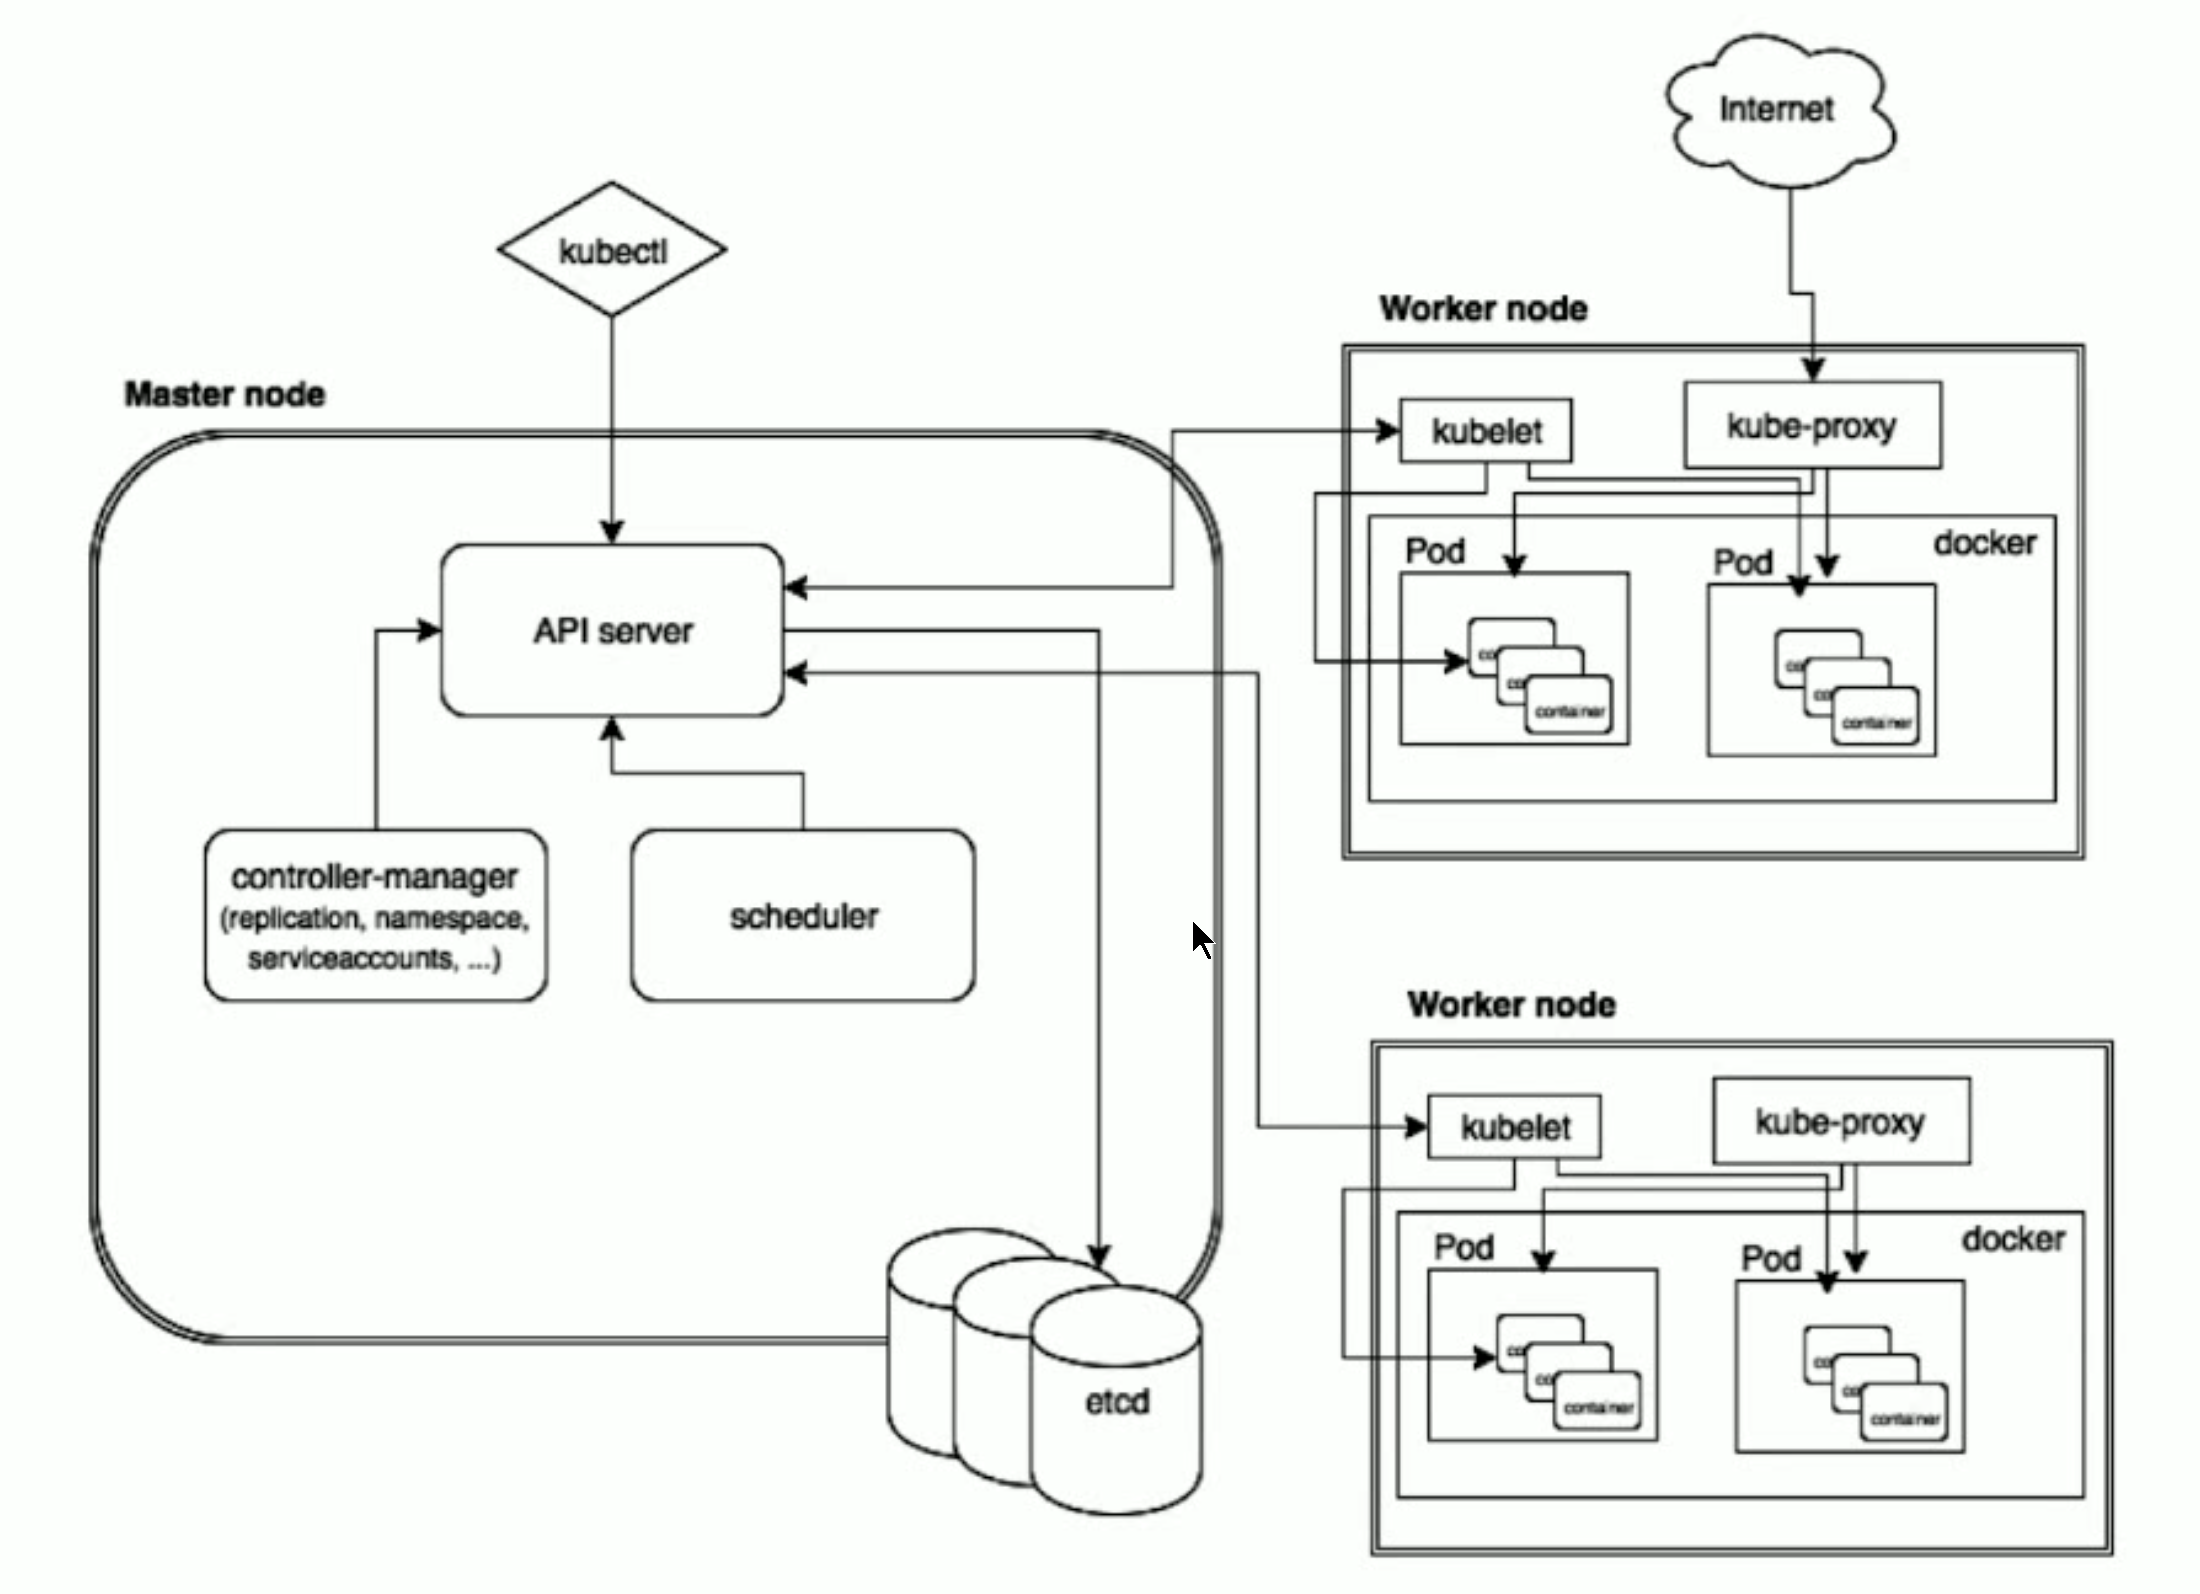 Internet
kubectl
Worker node
Master node
kubelet
kube-proxy
docker
Pod
Pod
API server
co
co
container
co
co
container
controller-manager
(replication, namespace,
serviceaccounts, ...)
scheduler
Worker node
kubelet
kube-proxy
docker
Pod
Pod
co
co
container
co
co
container
etcd